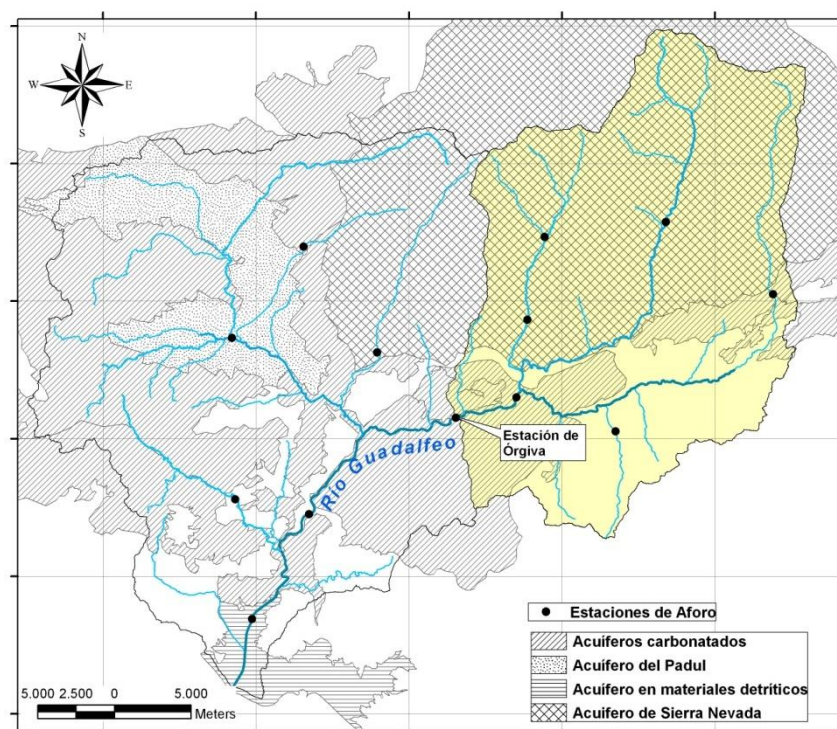 N
W E
S
Estación de
Órgiva
Río Guadalfeo
Estaciones de Aforo
Acuíferos carbonatados
Acuífero del Padul
Acuífero en materiales detríticos
Acuífero de Sierra Nevada
5.000 2.500 0 5.000
Meters